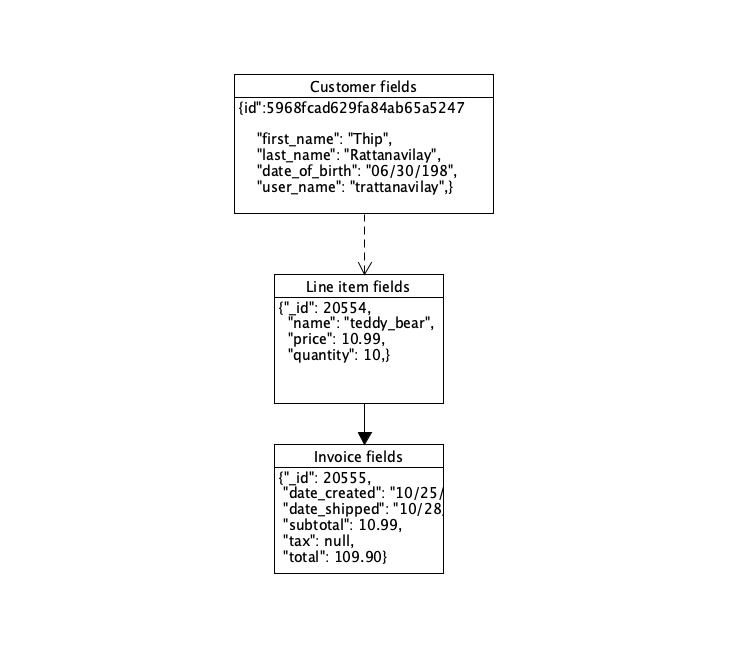 Customer fields
{id":5968fcad629fa84ab65a5247
"first_name": "Thip",
"last_name": "Rattanavilay",
"date_of_birth": "06/30/198",
"user_name": "trattanavilay",}
Line item fields
{"_id": 20554,
"name": "teddy_bear",
"price": 10.99,
"quantity": 10,}
Invoice fields
{"_id": 20555,
"date_created": "10/25/
"date_shipped": "10/28/
"subtotal": 10.99,
"tax": null,
"total": 109.90}